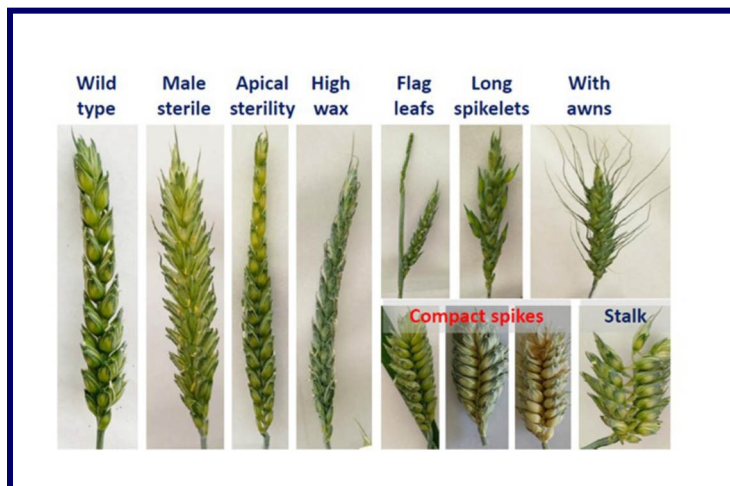 Wild type
Male sterile
Apical sterility
High wax
Flag leafs
Long spikelets
With awns
Compact spikes
Stalk